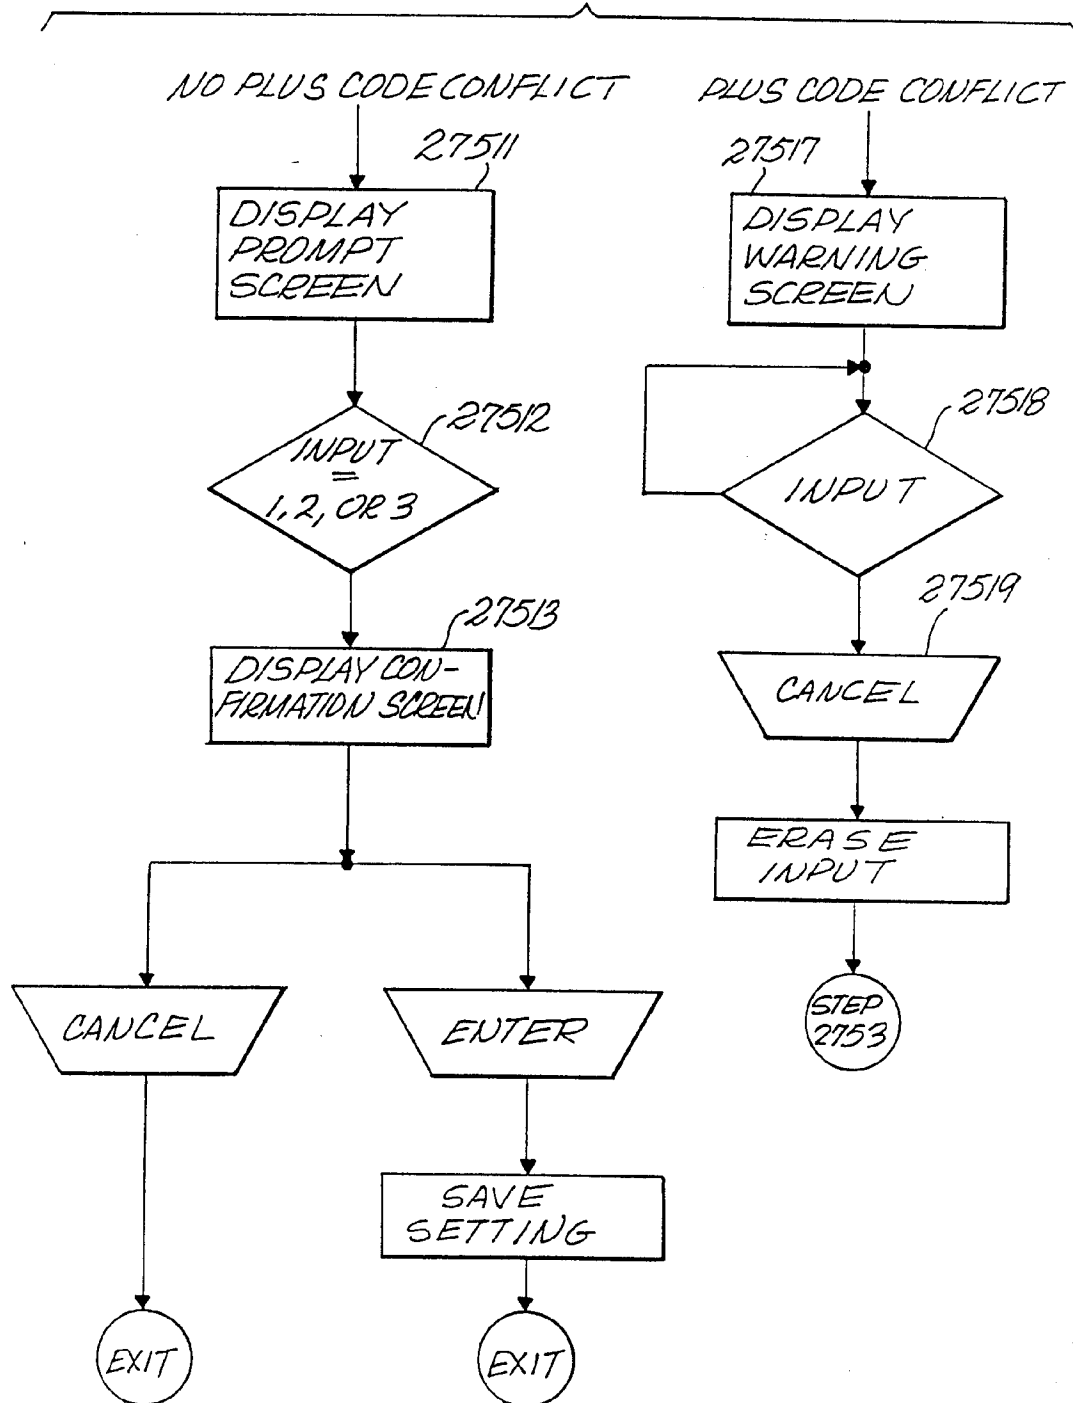 NO PLUS CODE CONFLICT
27511
DISPLAY
PROMPT
SCREEN
27512
INPUT
=
1, 2, OR 3
27513
DISPLAY CON-
FIRMATION SCREEN
CANCEL
EXIT
ENTER
SAVE
SETTING
EXIT
PLUS CODE CONFLICT
27517
DISPLAY
WARNING
SCREEN
27518
INPUT
27519
CANCEL
ERASE
INPUT
STEP
2753